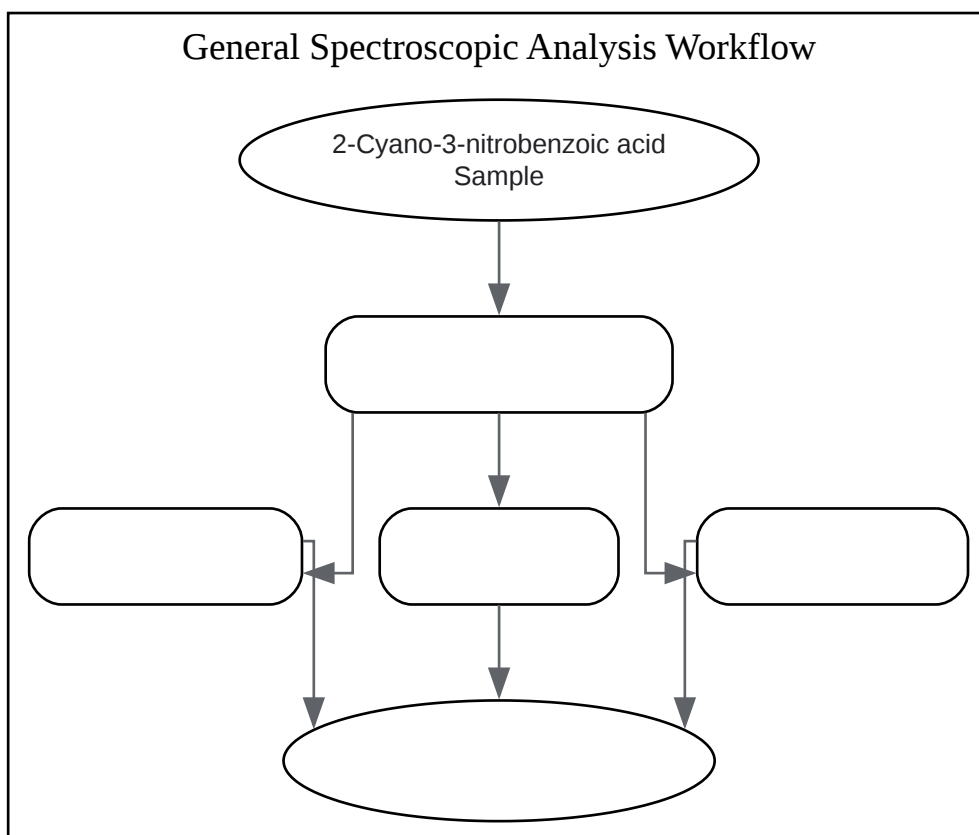 General Spectroscopic Analysis Workflow
2-Cyano-3-nitrobenzoic acid
Sample